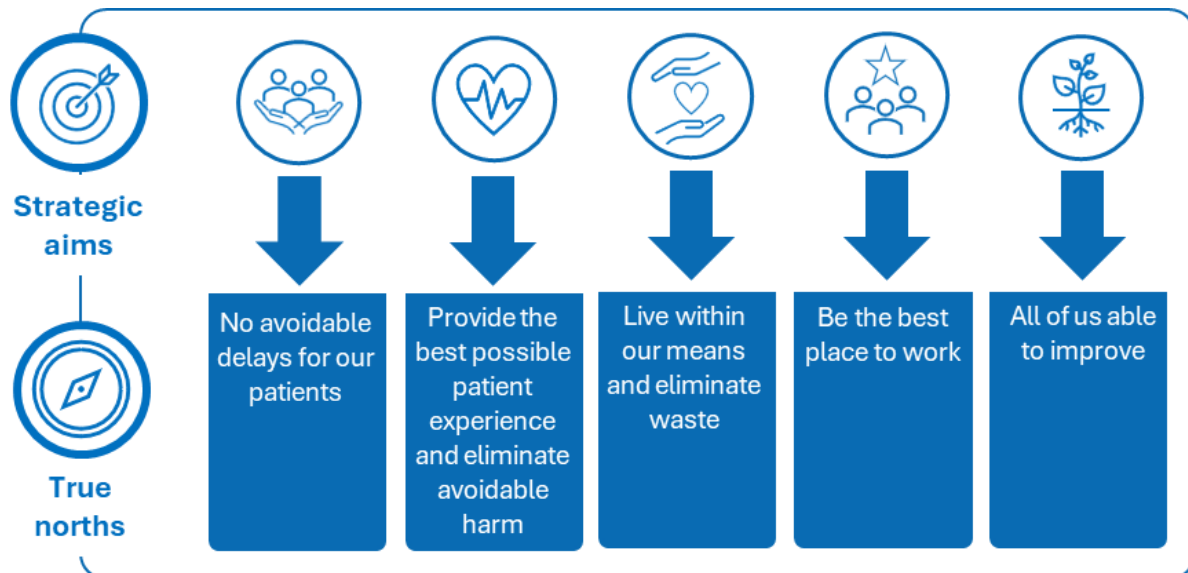 Strategic
aims
No avoidable
delays for our
patients
Provide the
best possible
patient
experience
and eliminate
avoidable
harm
Live within
our means
and eliminate
waste
Be the best
place to work
All of us able
to improve
True
norths